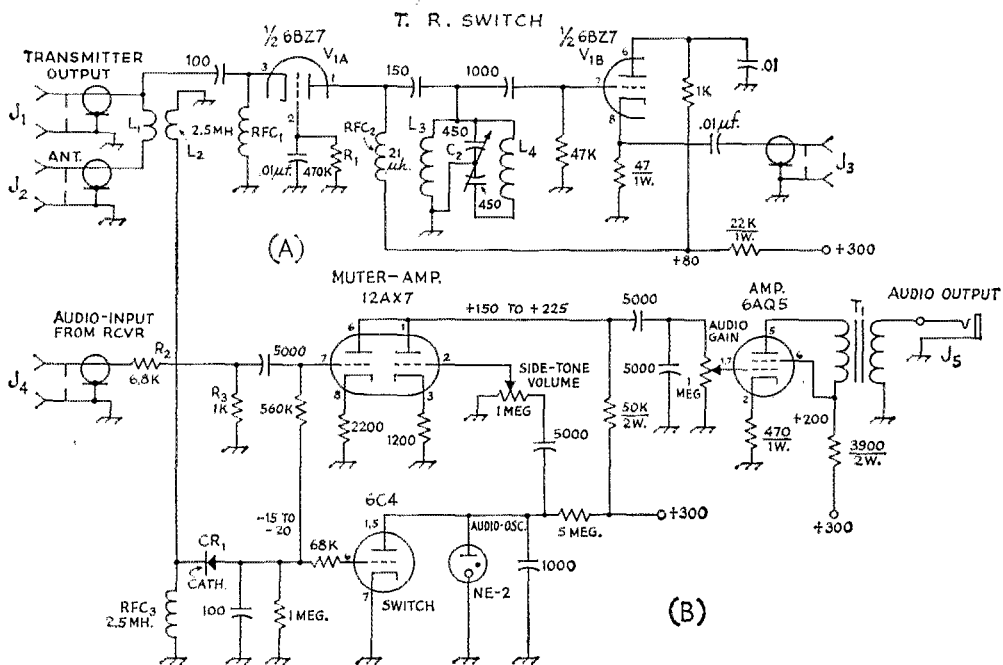 T. R. SWITCH
TRANSMITTER
OUTPUT
J1
ANT.
J2
L1
L2
100
2.5MH
RFC1
½ 6BZ7
V1A
3
1
2
.01µf.
470K
R1
RFC2
21
µh.
150
1000
L3
450
C2
450
L4
47K
½ 6BZ7
V1B
6
7
8
47
1W.
1K
.01
.01µf.
J3
22K
1W.
+300
+80
(A)
MUTER-AMP.
12AX7
AUDIO-INPUT
FROM RCVR
J4
R2
6.8K
R3
1K
5000
560K
6
1
7
2
8
3
2200
1200
+150 TO +225
SIDE-TONE
VOLUME
1 MEG
5000
50K
2W.
5000
5000
AUDIO
GAIN
1
MEG
AMP.
6AQ5
1,7
5
6
2
470
1W.
+200
3900
2W.
+300
T1
AUDIO OUTPUT
J5
-15 TO
-20
CR1
CATH.
RFC3
2.5MH.
100
1 MEG.
68K
6C4
1,5
6
7
SWITCH
AUDIO-OSC.
NE-2
1000
5 MEG.
+300
(B)